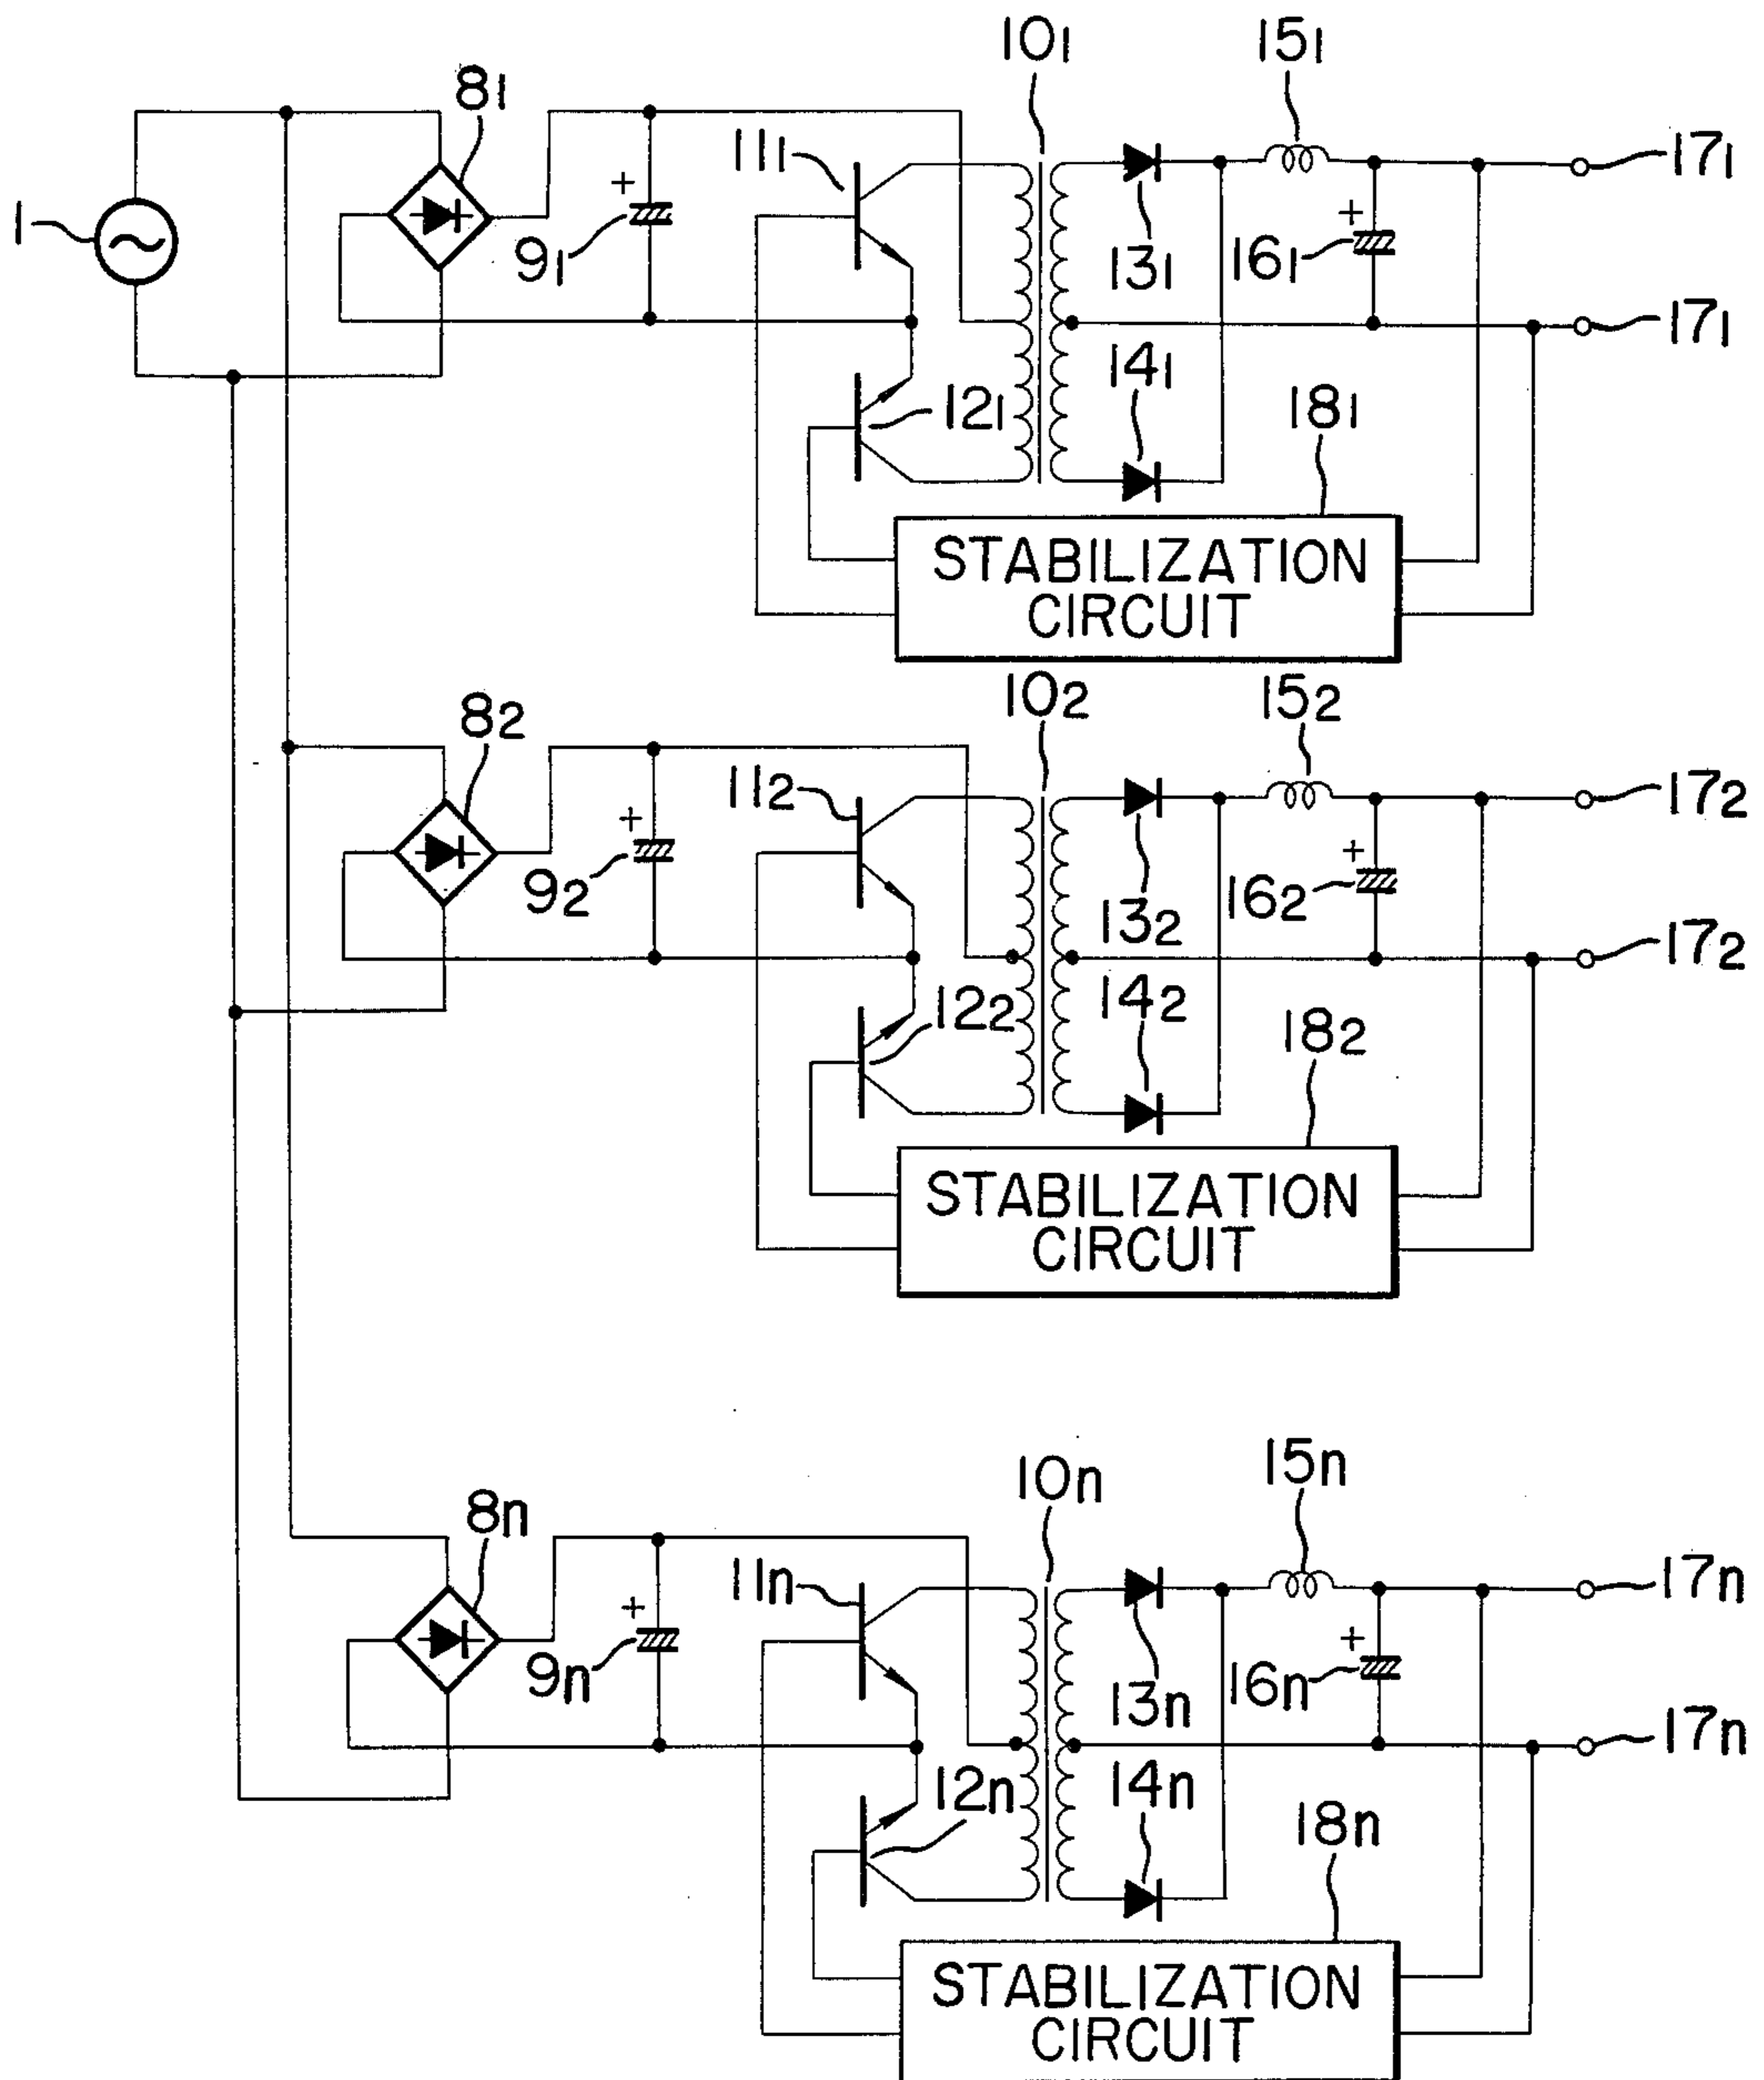 10₁
15₁
8₁
11₁
17₁
+
+
1
9₁
13₁
16₁
17₁
14₁
12₁
18₁
STABILIZATION
CIRCUIT
10₂
15₂
8₂
11₂
17₂
+
+
9₂
13₂
16₂
17₂
12₂
14₂
18₂
STABILIZATION
CIRCUIT
10n
15n
8n
11n
17n
+
+
9n
13n
16n
17n
12n
14n
18n
STABILIZATION
CIRCUIT